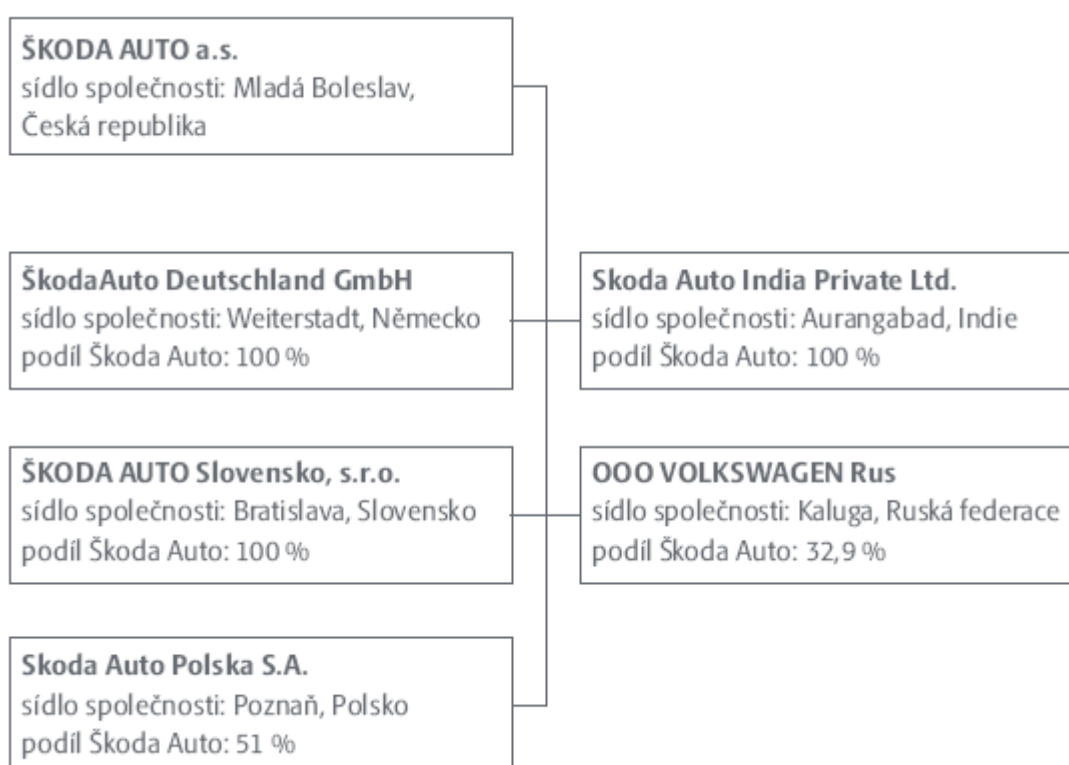 ŠKODA AUTO a.s.
sídlo společnosti: Mladá Boleslav,
Česká republika
ŠkodaAuto Deutschland GmbH
sídlo společnosti: Weiterstadt, Německo
podíl Škoda Auto: 100 %
Skoda Auto India Private Ltd.
sídlo společnosti: Aurangabad, Indie
podíl Škoda Auto: 100 %
ŠKODA AUTO Slovensko, s.r.o.
sídlo společnosti: Bratislava, Slovensko
podíl Škoda Auto: 100 %
OOO VOLKSWAGEN Rus
sídlo společnosti: Kaluga, Ruská federace
podíl Škoda Auto: 32,9 %
Skoda Auto Polska S.A.
sídlo společnosti: Poznaň, Polsko
podíl Škoda Auto: 51 %